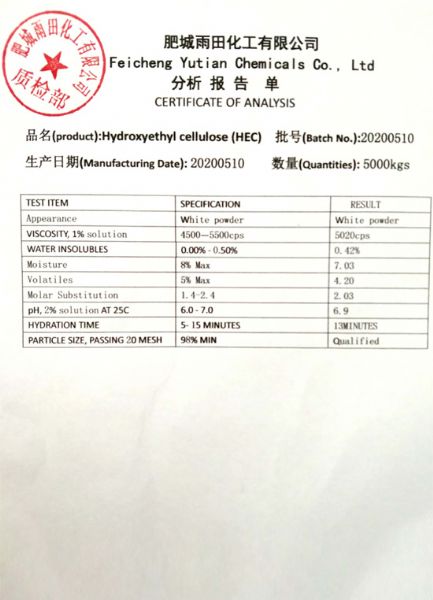 肥城雨田化工有限公司
质检部
肥城雨田化工有限公司
Feicheng Yutian Chemicals Co., Ltd
分析报告单
CERTIFICATE OF ANALYSIS
品名(product):Hydroxyethyl cellulose (HEC) 批号(Batch No.):20200510
生产日期(Manufacturing Date): 20200510 数量(Quantities): 5000kgs
TEST ITEM SPECIFICATION RESULT
Appearance White powder White powder
VISCOSITY, 1% solution 4500—5500cps 5020cps
WATER INSOLUBLES 0.00% - 0.50% 0.42%
Moisture 8% Max 7.03
Volatiles 5% Max 4.20
Molar Substitution 1.4-2.4 2.03
pH, 2% solution AT 25C 6.0 - 7.0 6.9
HYDRATION TIME 5- 15 MINUTES 13MINUTES
PARTICLE SIZE, PASSING 20 MESH 98% MIN Qualified